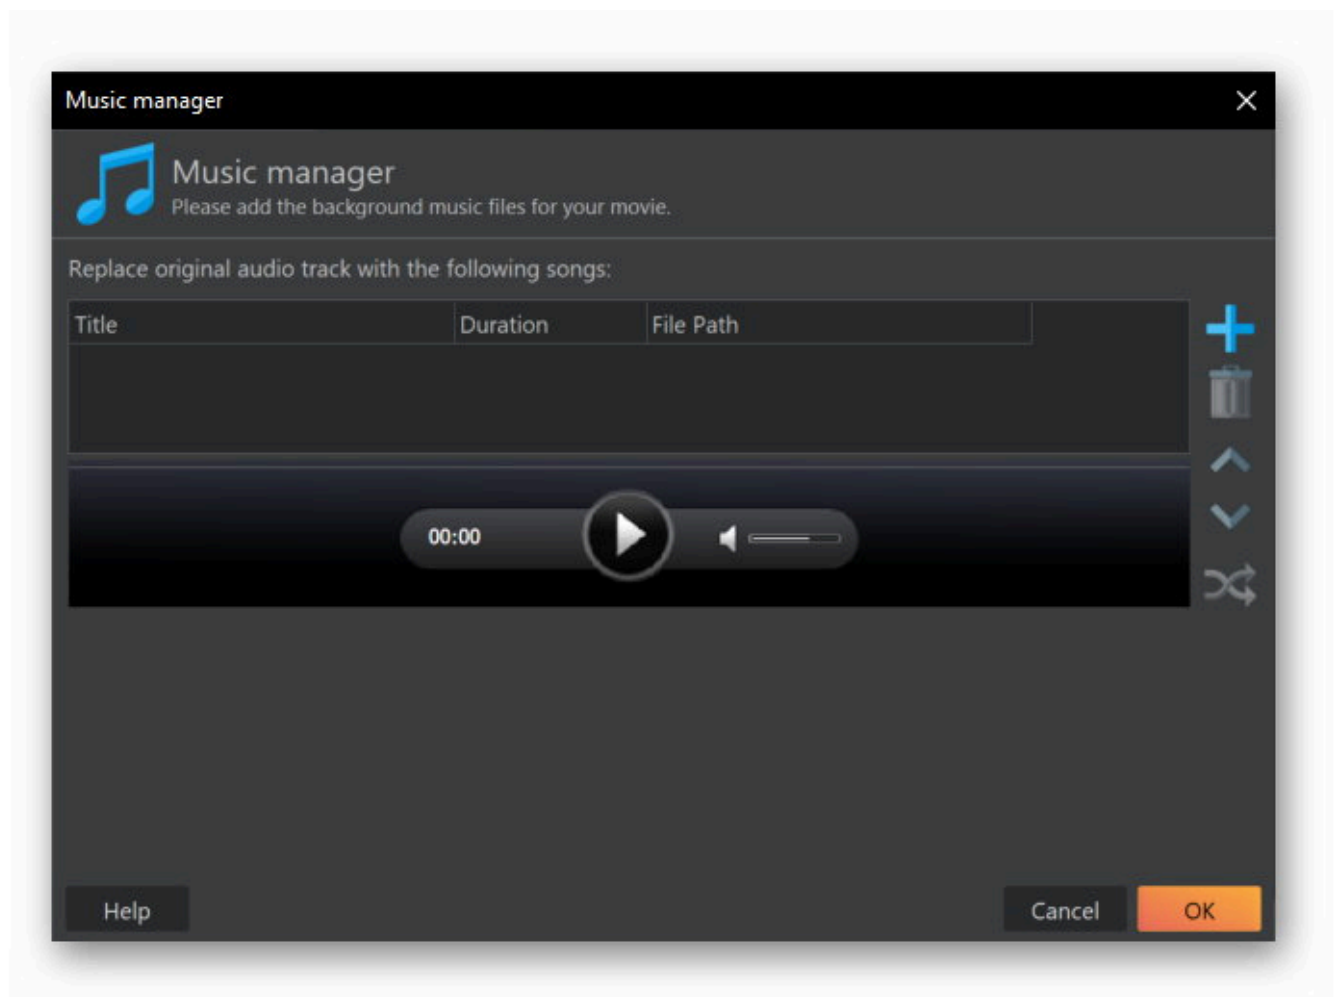 Music manager
Music manager
Please add the background music files for your movie.
Replace original audio track with the following songs:
Title Duration File Path
00:00
Help Cancel OK